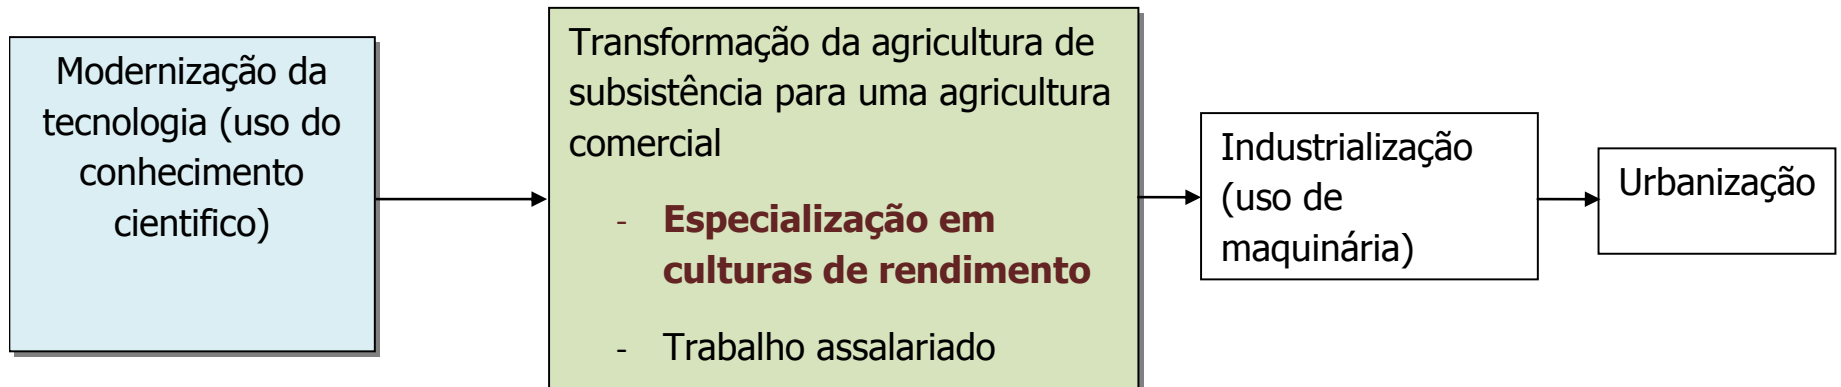 Modernização da
tecnologia (uso do
conhecimento
cientifico)
Transformação da agricultura de
subsistência para uma agricultura
comercial
- Especialização em
culturas de rendimento
- Trabalho assalariado
Industrialização
(uso de
maquinária)
Urbanização